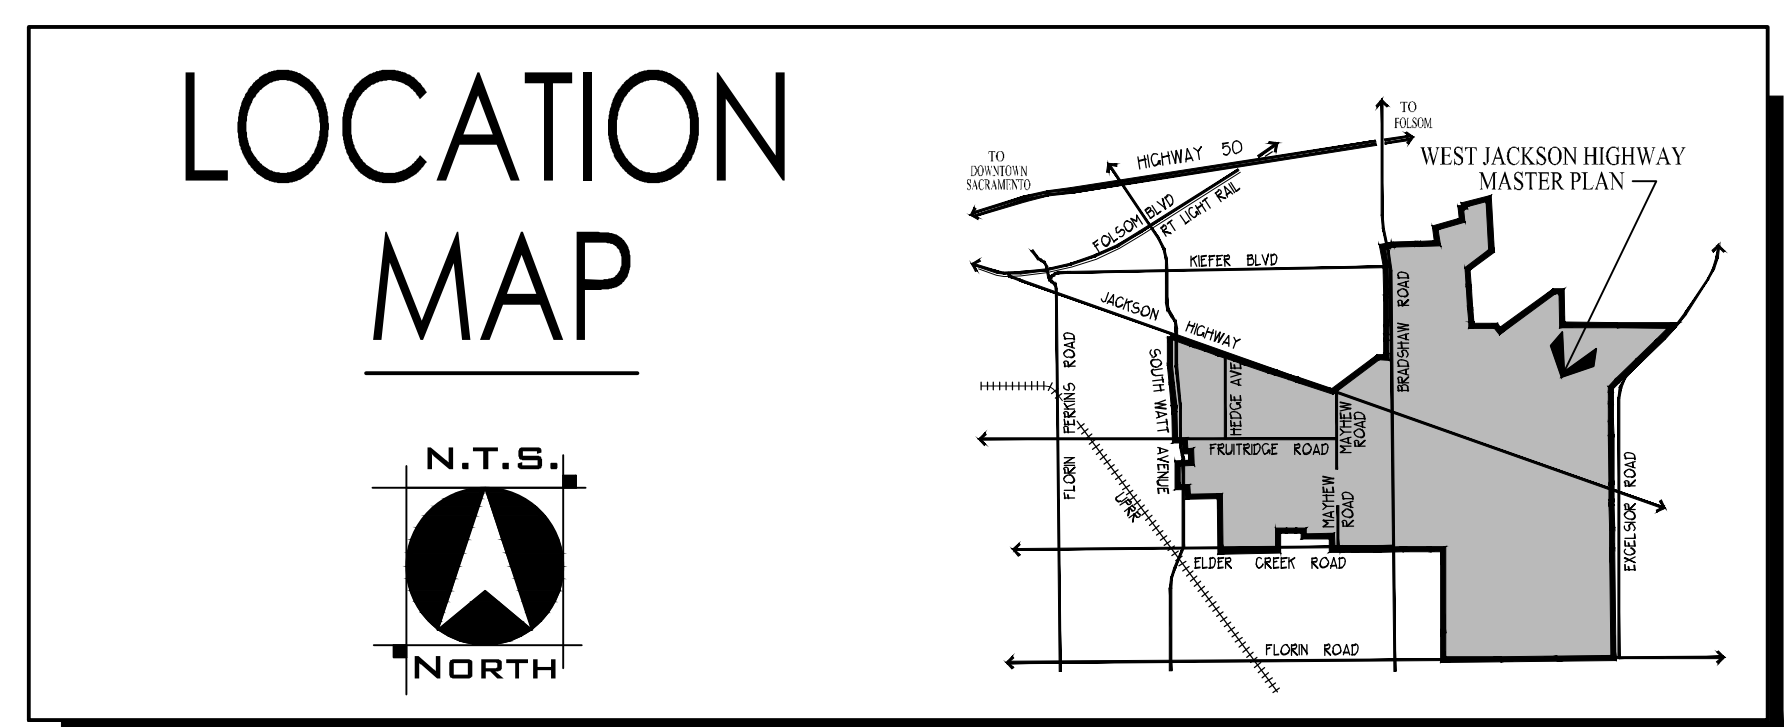 LOCATION
MAP
N.T.S.
NORTH
TO
DOWNTOWN
SACRAMENTO
HIGHWAY 50
TO
FOLSOM
WEST JACKSON HIGHWAY
MASTER PLAN
FOLSOM BLVD
RT LIGHT RAIL
KIEFER BLVD
JACKSON HIGHWAY
BRADSHAW ROAD
FLORIN PERKINS ROAD
SOUTH WATT AVENUE
HEDGE AVE
MAYHEW
ROAD
FRUITRIDGE ROAD
UPRR
MAYHEW
ROAD
EXCELSIOR ROAD
ELDER CREEK ROAD
FLORIN ROAD